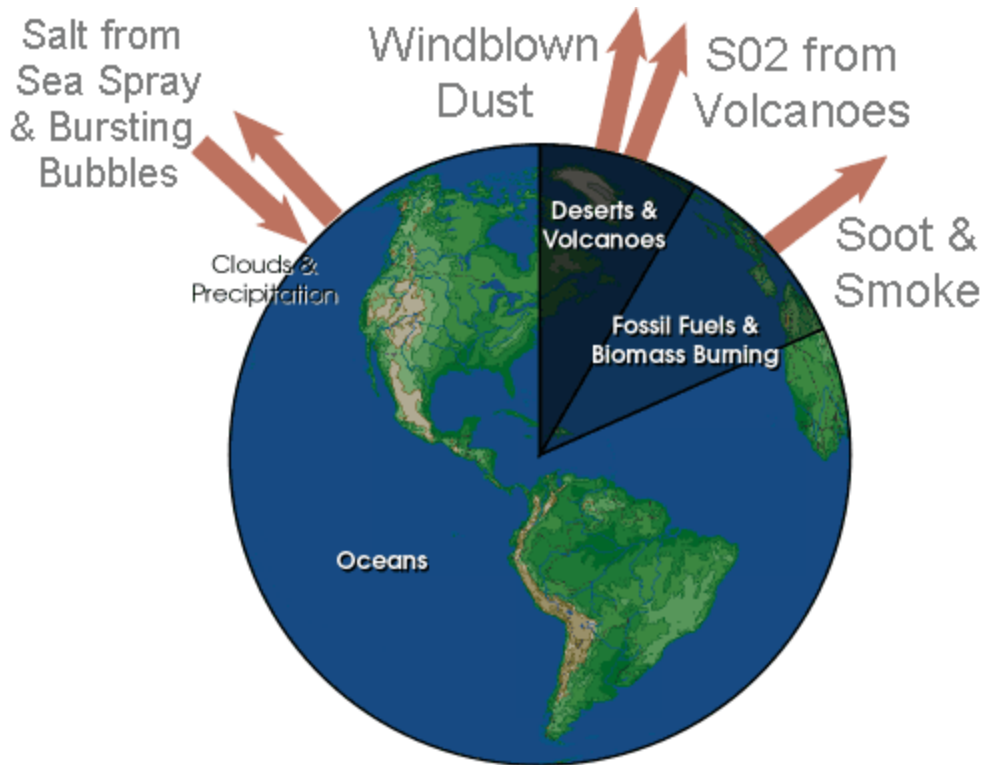 Salt from
Sea Spray
& Bursting
Bubbles
Windblown
Dust
S02 from
Volcanoes
Soot &
Smoke
Clouds &
Precipitation
Deserts &
Volcanoes
Fossil Fuels &
Biomass Burning
Oceans